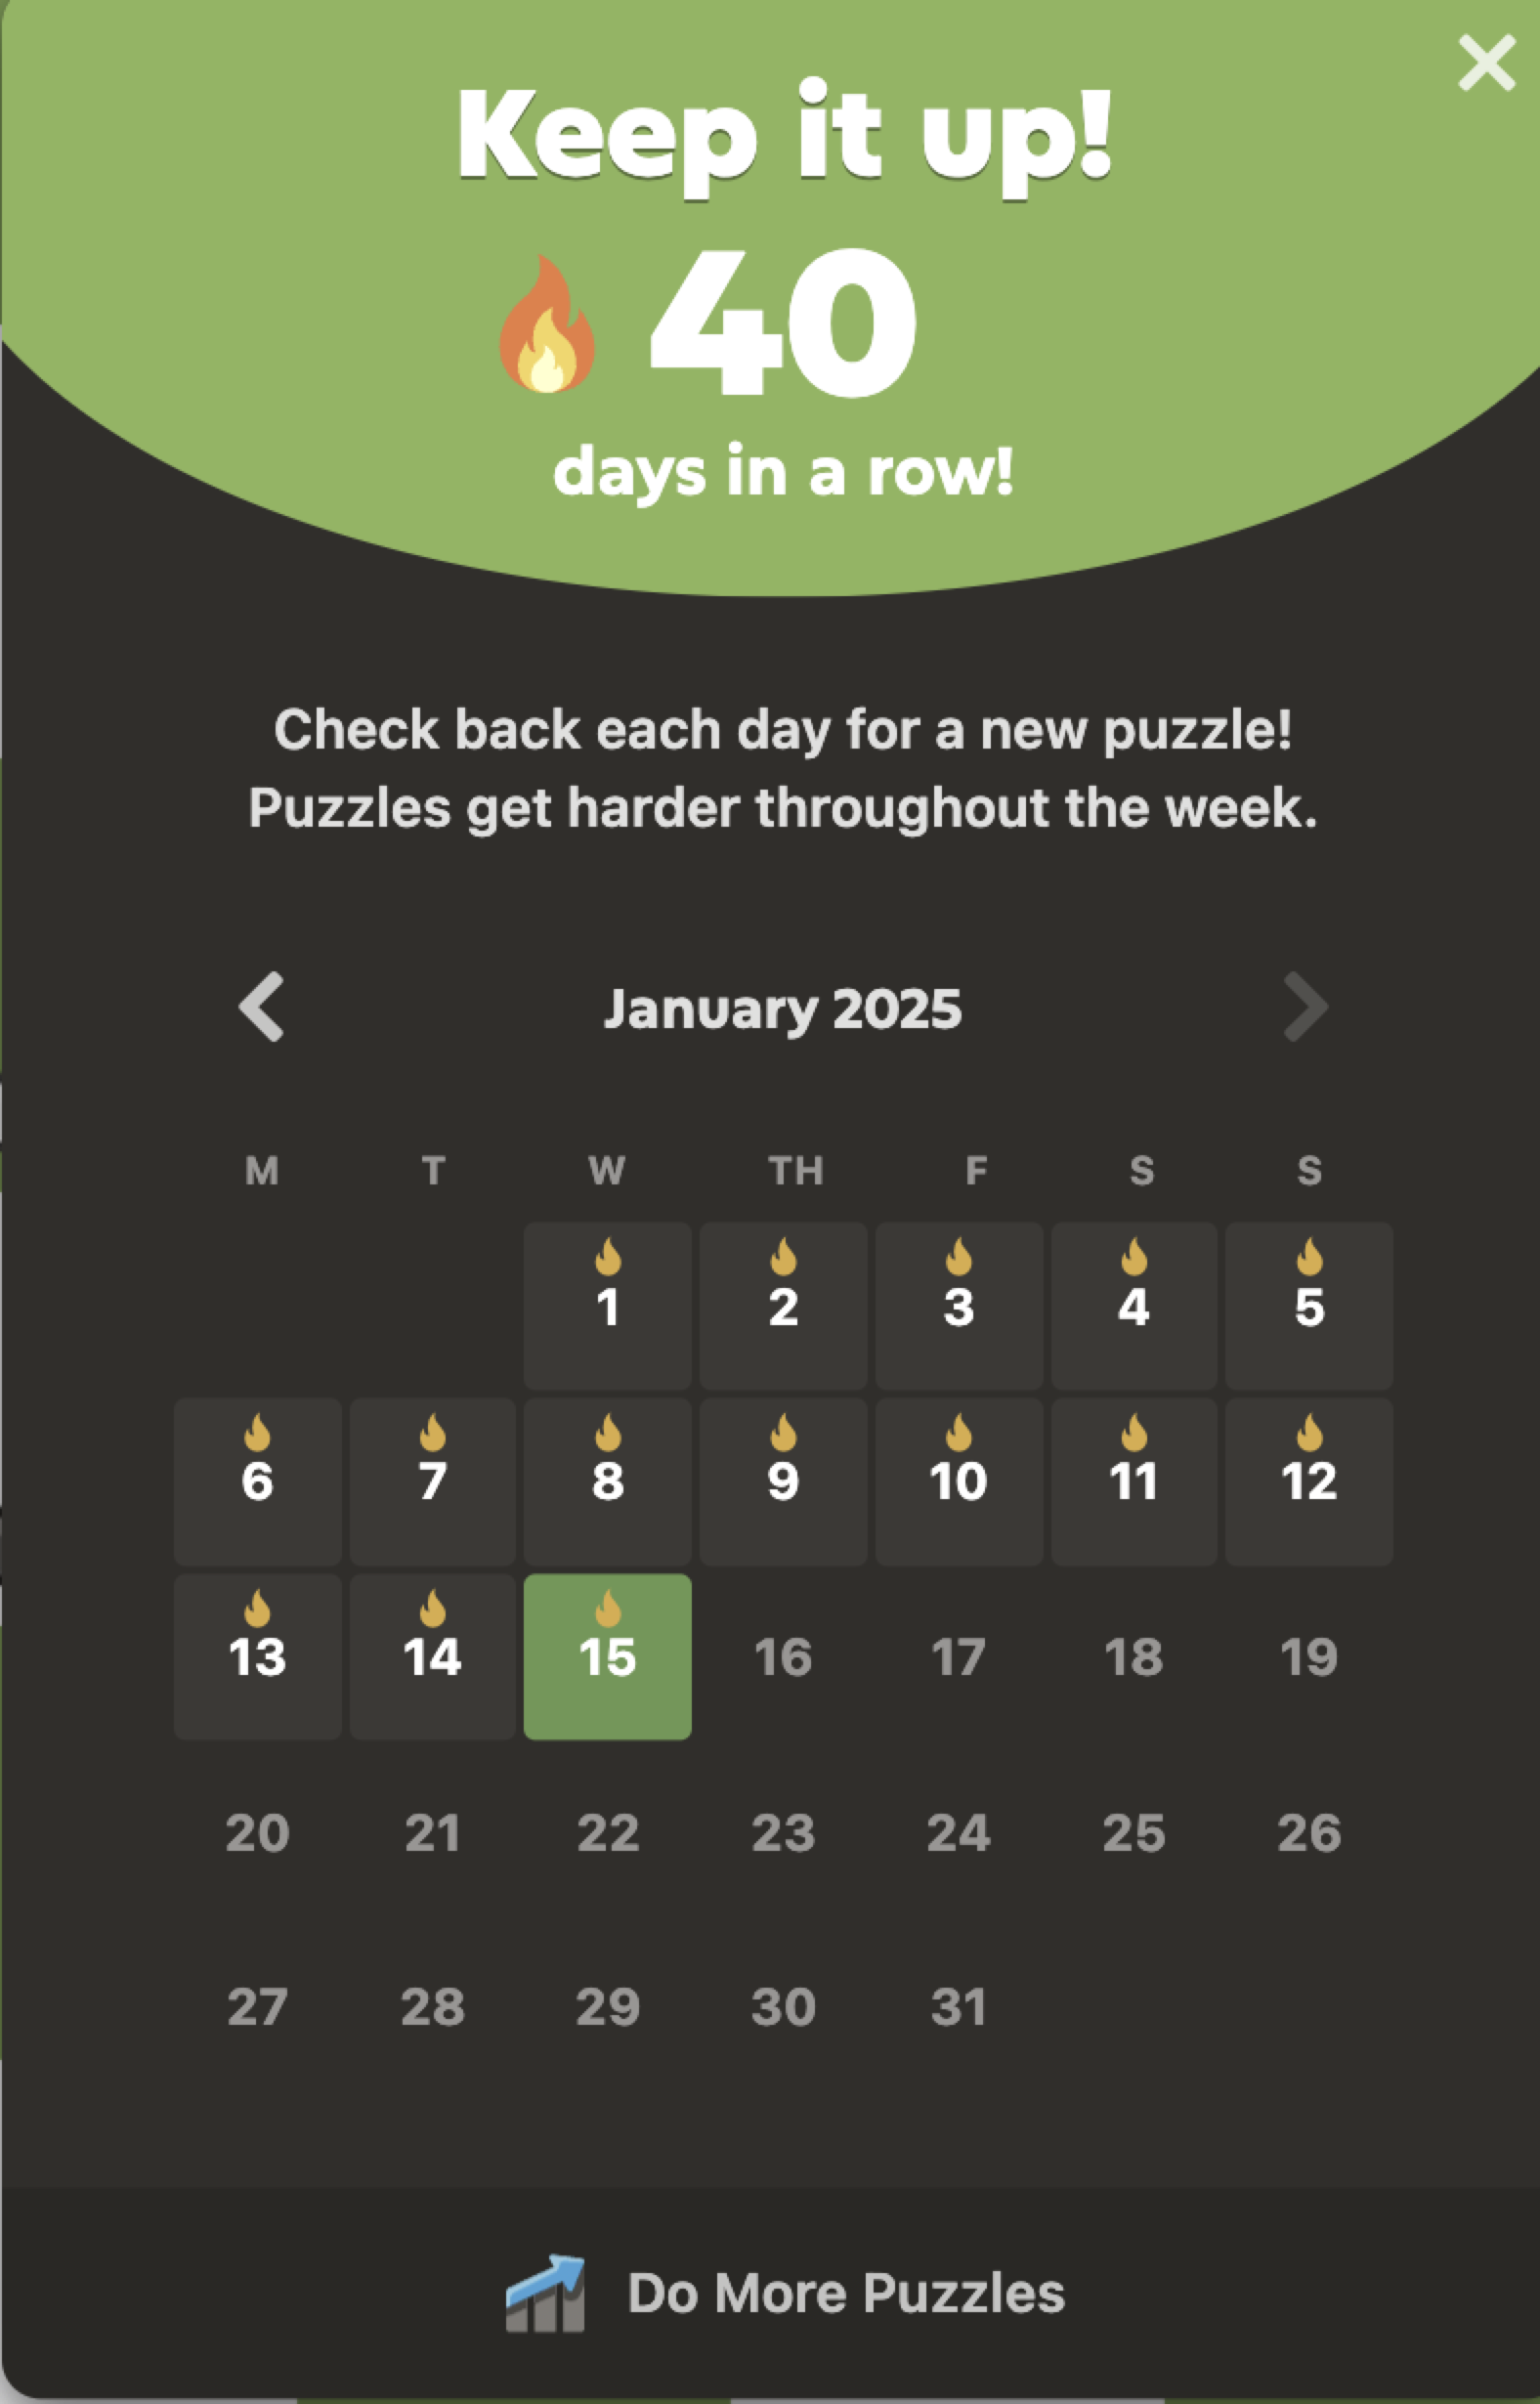 Keep it up!
40
days in a row!
Check back each day for a new puzzle!
Puzzles get harder throughout the week.
January 2025
M T W TH F S S
1 2 3 4 5
6 7 8 9 10 11 12
13 14 15 16 17 18 19
20 21 22 23 24 25 26
27 28 29 30 31
Do More Puzzles